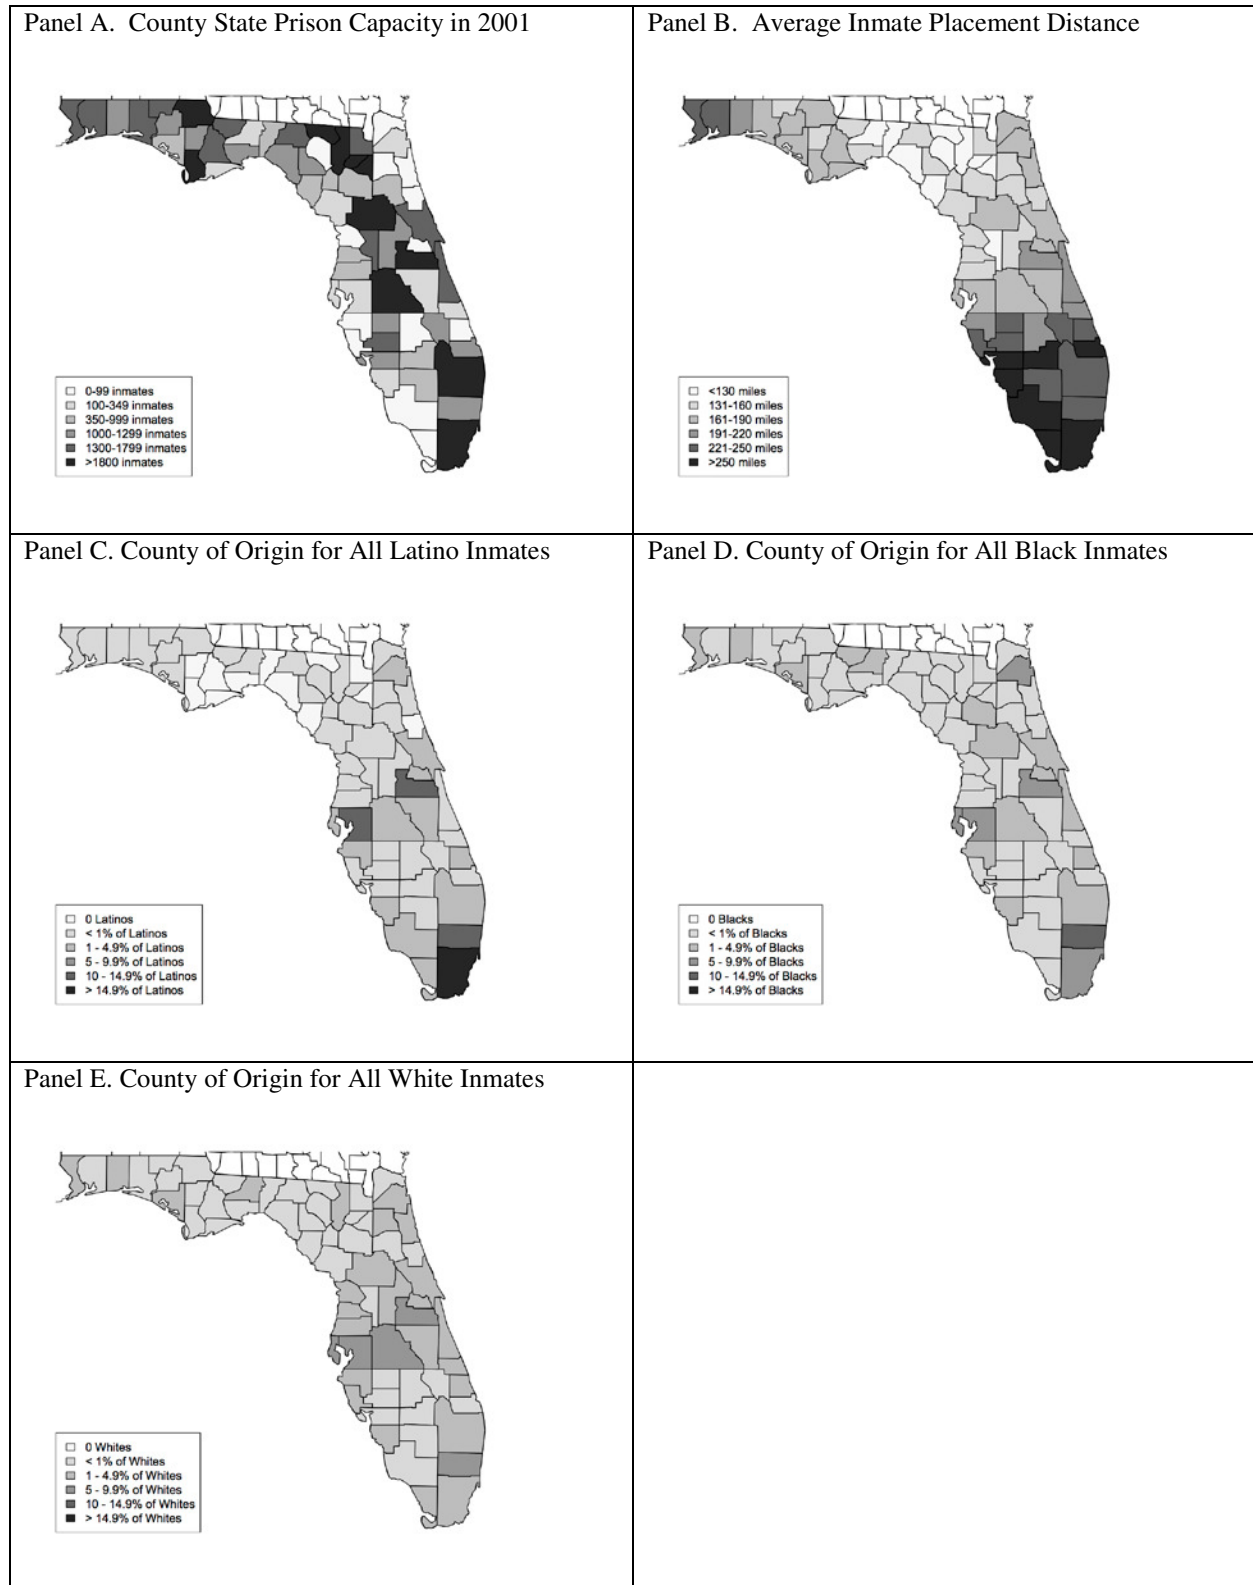 Panel A.  County State Prison Capacity in 2001
0-99 inmates
100-349 inmates
350-999 inmates
1000-1299 inmates
1300-1799 inmates
>1800 inmates
Panel B.  Average Inmate Placement Distance
<130 miles
131-160 miles
161-190 miles
191-220 miles
221-250 miles
>250 miles
Panel C. County of Origin for All Latino Inmates
0 Latinos
< 1% of Latinos
1 - 4.9% of Latinos
5 - 9.9% of Latinos
10 - 14.9% of Latinos
> 14.9% of Latinos
Panel D. County of Origin for All Black Inmates
0 Blacks
< 1% of Blacks
1 - 4.9% of Blacks
5 - 9.9% of Blacks
10 - 14.9% of Blacks
> 14.9% of Blacks
Panel E. County of Origin for All White Inmates
0 Whites
< 1% of Whites
1 - 4.9% of Whites
5 - 9.9% of Whites
10 - 14.9% of Whites
> 14.9% of Whites